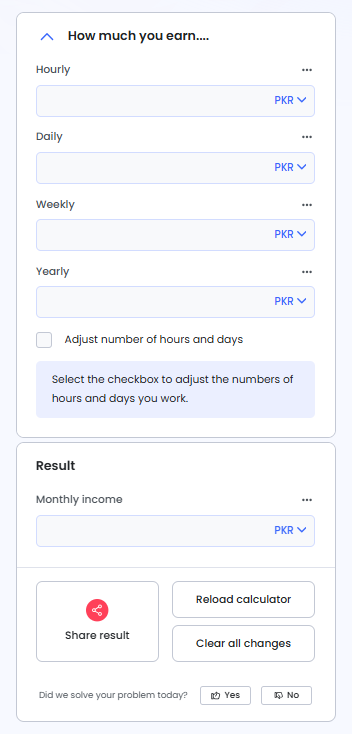 How much you earn....
Hourly
PKR
Daily
PKR
Weekly
PKR
Yearly
PKR
Adjust number of hours and days
Select the checkbox to adjust the numbers of
hours and days you work.
Result
Monthly income
PKR
Share result
Reload calculator
Clear all changes
Did we solve your problem today? Yes No